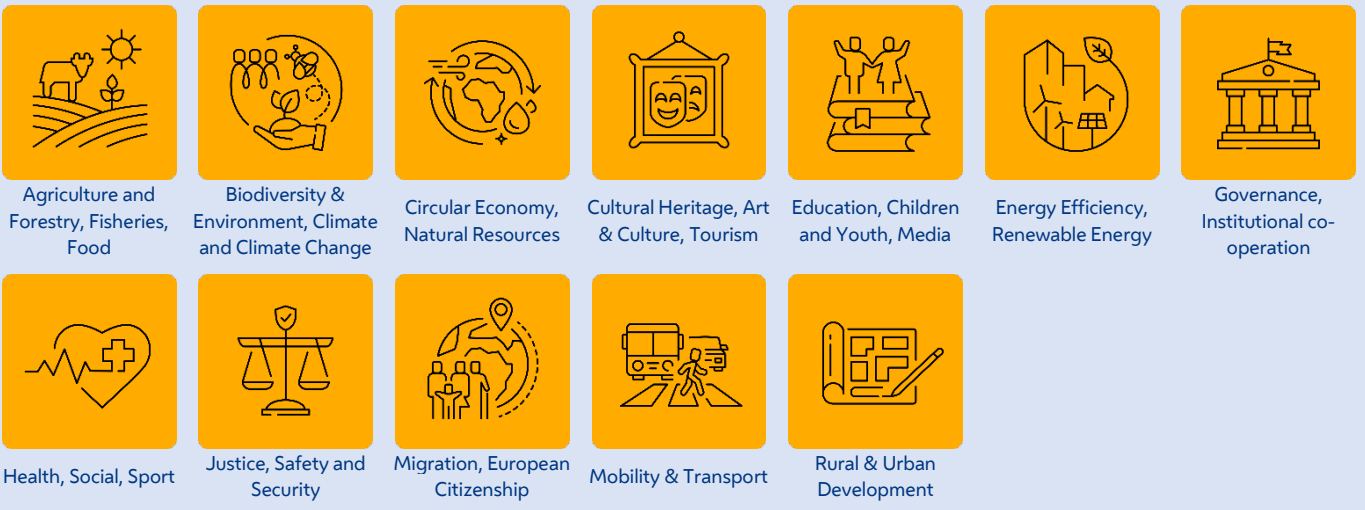 Agriculture and
Forestry, Fisheries,
Food
Biodiversity &
Environment, Climate
and Climate Change
Circular Economy,
Natural Resources
Cultural Heritage, Art
& Culture, Tourism
Education, Children
and Youth, Media
Energy Efficiency,
Renewable Energy
Governance,
Institutional co-
operation
Health, Social, Sport
Justice, Safety and
Security
Migration, European
Citizenship
Mobility & Transport
Rural & Urban
Development